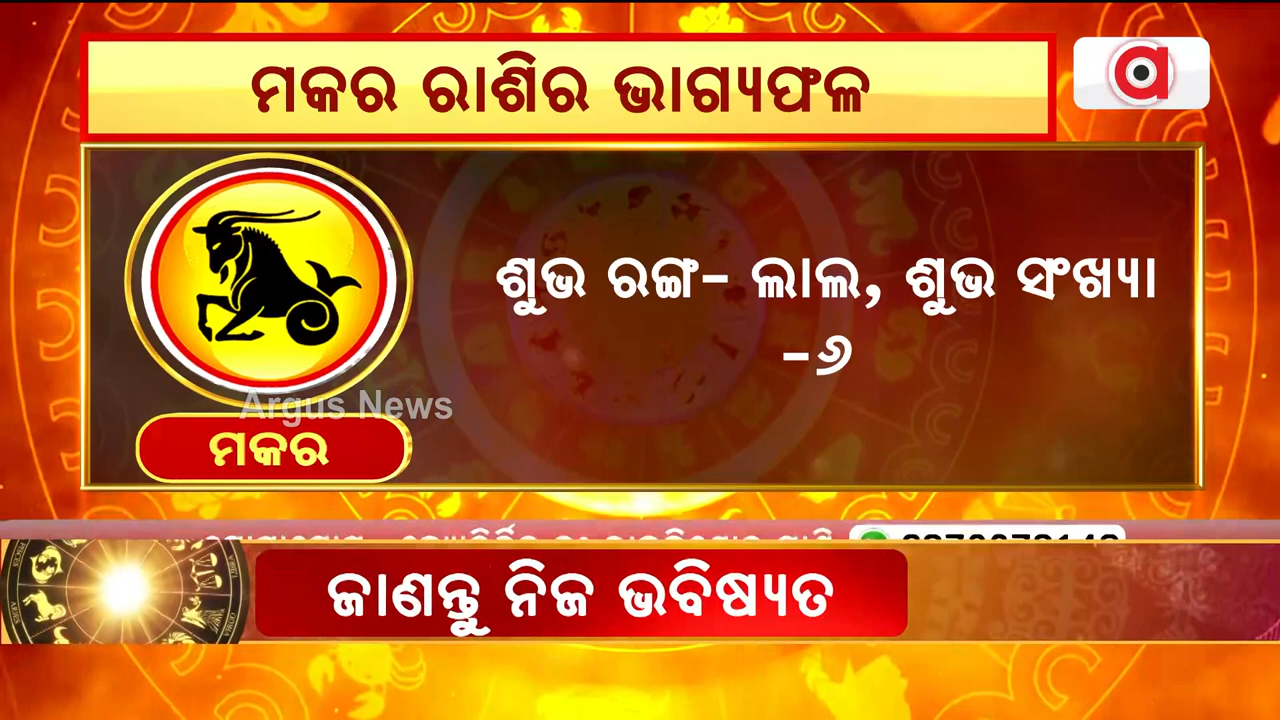 ମକର ରାଶିର ଭାଗ୍ୟଫଳ
ଶୁଭ ରଙ୍ଗ- ଲାଲ, ଶୁଭ ସଂଖ୍ୟା
-୬
Argus News
ମକର
ଜାଣନ୍ତୁ ନିଜ ଭବିଷ୍ୟତ